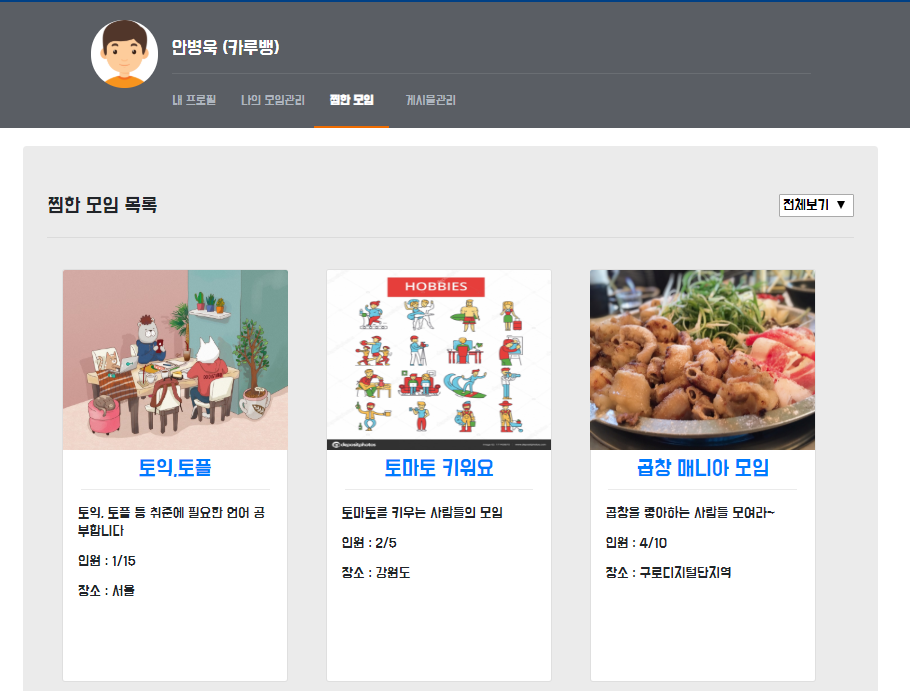 안병욱 (카루뱅)
내 프로필 나의 모임관리 찜한 모임 게시물관리
찜한 모임 목록
전체보기 ▼
HOBBIES
depositphotos
토익,토플
토마토 키워요
곱창 매니아 모임
토익, 토플 등 취준에 필요한 언어 공
부합니다
인원 : 1/15
장소 : 서울
토마토를 키우는 사람들의 모임
인원 : 2/5
장소 : 강원도
곱창을 좋아하는 사람들 모여라~
인원 : 4/10
장소 : 구로디지털단지역